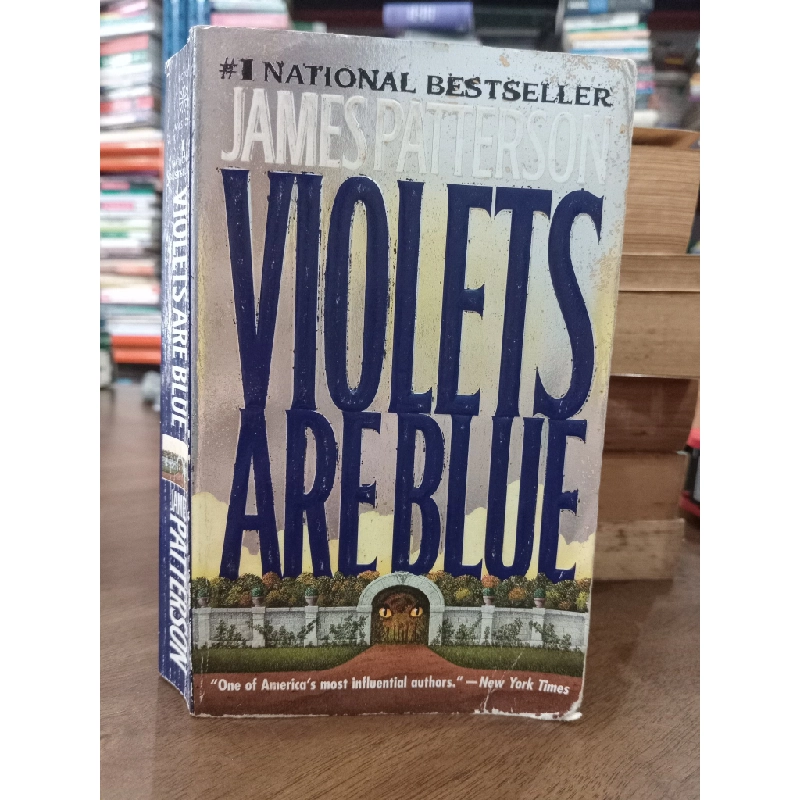 #1 NATIONAL BESTSELLER
JAMES PATTERSON
VIOLETS
ARE BLUE
"One of America's most influential authors." —New York Times
VIOLETS ARE BLUE
JAMES
PATTERSON